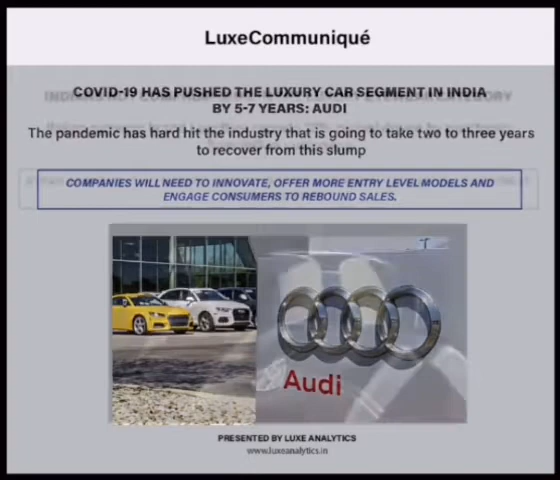 LuxeCommuniqué
COVID-19 HAS PUSHED THE LUXURY CAR SEGMENT IN INDIA
BY 5-7 YEARS: AUDI
The pandemic has hard hit the industry that is going to take two to three years
to recover from this slump
COMPANIES WILL NEED TO INNOVATE, OFFER MORE ENTRY LEVEL MODELS AND
ENGAGE CONSUMERS TO REBOUND SALES.
Audi
PRESENTED BY LUXE ANALYTICS
www.luxeanalytics.in